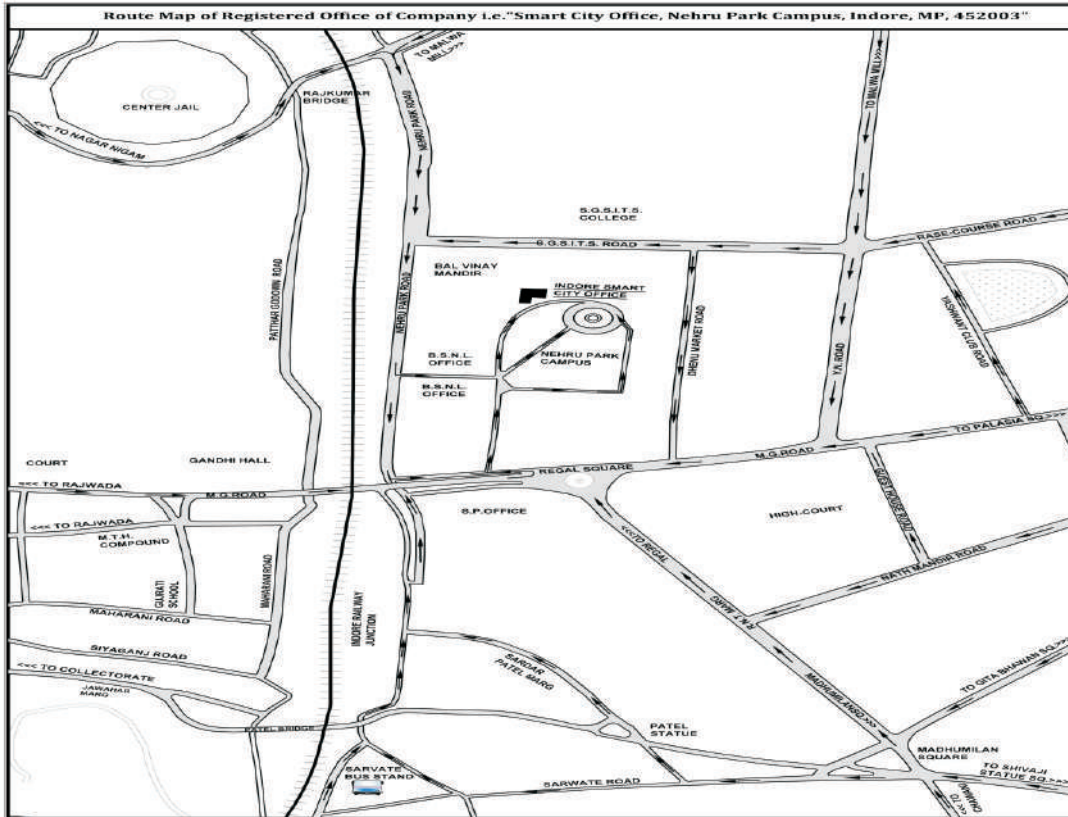 Route Map of Registered Office of Company i.e."Smart City Office, Nehru Park Campus, Indore, MP, 452003"
TO MALWA
MILL>>>
TO MALWA MILL>>>
CENTER JAIL
RAJKUMAR
BRIDGE
NEHRU PARK ROAD
<<< TO NAGAR NIGAM
S.G.S.I.T.S.
COLLEGE
RASE-COURSE ROAD
S.G.S.I.T.S. ROAD
BAL VINAY
MANDIR
PATTHAR GODOWN ROAD
NEHRU PARK ROAD
INDORE SMART
CITY OFFICE
DHENU MARKET ROAD
Y.N. ROAD
YASHWANT CLUB ROAD
B.S.N.L.
OFFICE
NEHRU PARK
CAMPUS
B.S.N.L.
OFFICE
TO PALASIA SQ.>>>
M.G.ROAD
COURT
GANDHI HALL
REGAL SQUARE
GUEST HOUSE ROAD
<<< TO RAJWADA
M.G.ROAD
S.P.OFFICE
HIGH-COURT
<<< TO RAJWADA
<<<TO REGAL
M.T.H.
COMPOUND
NATH MANDIR ROAD
GUJRATI
SCHOOL
MAHARANI ROAD
R.N.T. MARG
INDORE RAILWAY
JUNCTION
MAHARANI ROAD
SIYAGANJ ROAD
SARDAR
PATEL MARG
TO GITA BHAWAN SQ.>>>
<<< TO COLLECTORATE
MADHUMILANSQ.>>>
JAWAHAR
MARG
PATEL BRIDGE
PATEL
STATUE
MADHUMILAN
SQUARE
SARVATE
BUS STAND
SARWATE ROAD
TO SHIVAJI
STATUE SQ.>>>
<<<TO